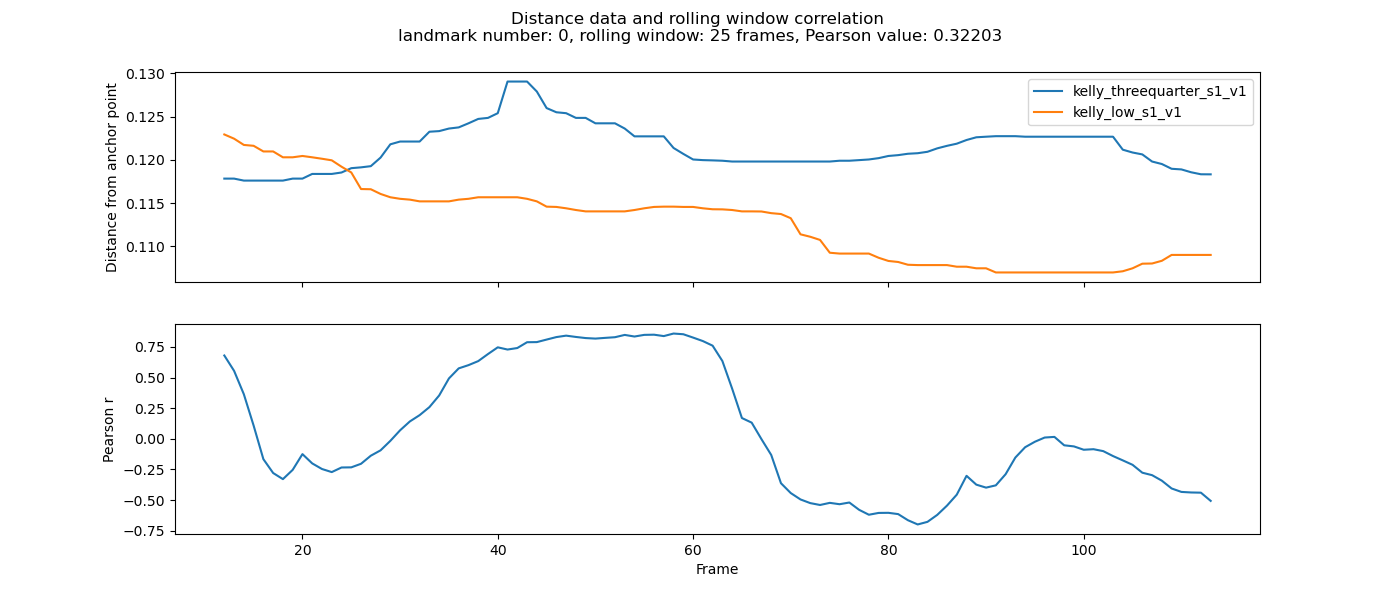 Distance data and rolling window correlation
landmark number: 0, rolling window: 25 frames, Pearson value: 0.32203
Distance from anchor point
0.130
0.125
0.120
0.115
0.110
kelly_threequarter_s1_v1
kelly_low_s1_v1
Pearson r
0.75
0.50
0.25
0.00
−0.25
−0.50
−0.75
20 40 60 80 100
Frame